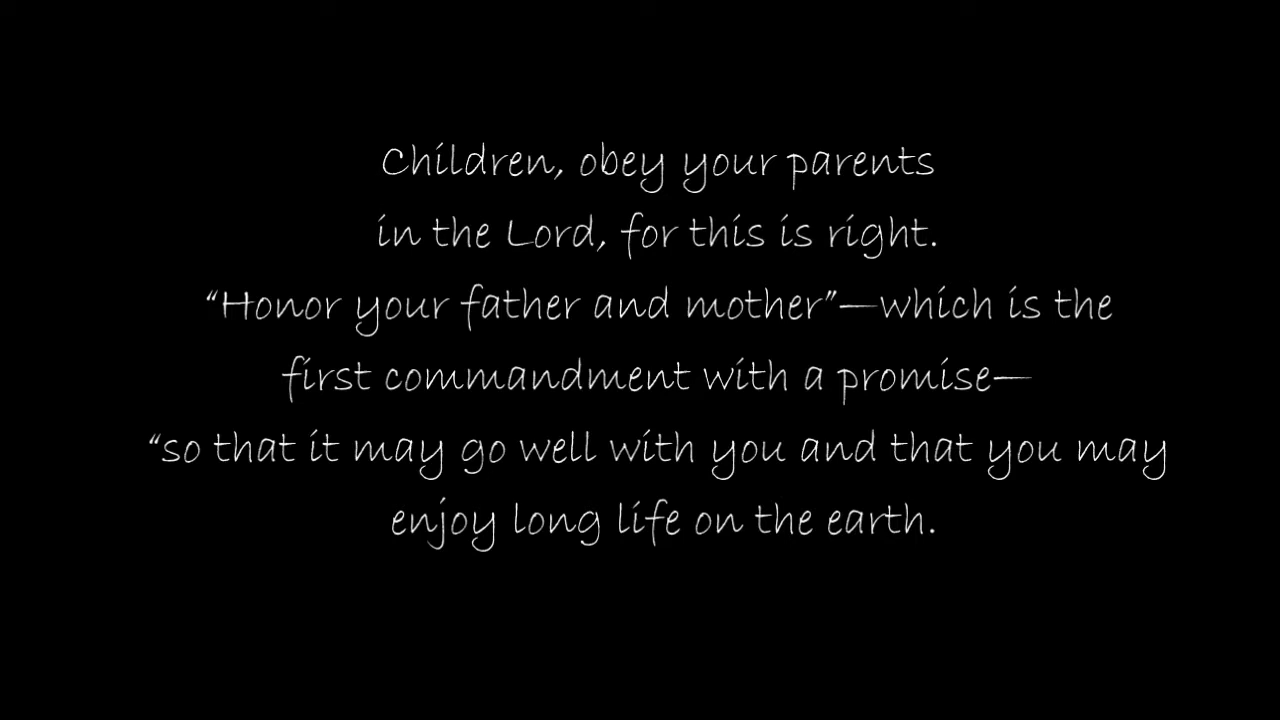 Children, obey your parents
in the Lord, for this is right.
“Honor your father and mother”—which is the
first commandment with a promise—
“so that it may go well with you and that you may
enjoy long life on the earth.